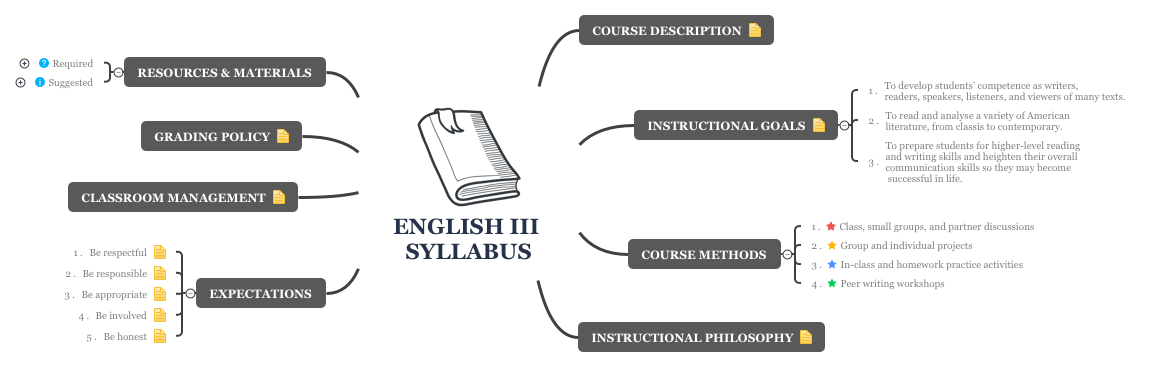 ENGLISH III
SYLLABUS
COURSE DESCRIPTION
INSTRUCTIONAL GOALS
1. To develop students' competence as writers,
readers, speakers, listeners, and viewers of many texts.
2. To read and analyse a variety of American
literature, from classis to contemporary.
3. To prepare students for higher-level reading
and writing skills and heighten their overall
communication skills so they may become
successful in life.
COURSE METHODS
1. Class, small groups, and partner discussions
2. Group and individual projects
3. In-class and homework practice activities
4. Peer writing workshops
INSTRUCTIONAL PHILOSOPHY
RESOURCES & MATERIALS
Required
Suggested
GRADING POLICY
CLASSROOM MANAGEMENT
EXPECTATIONS
1. Be respectful
2. Be responsible
3. Be appropriate
4. Be involved
5. Be honest